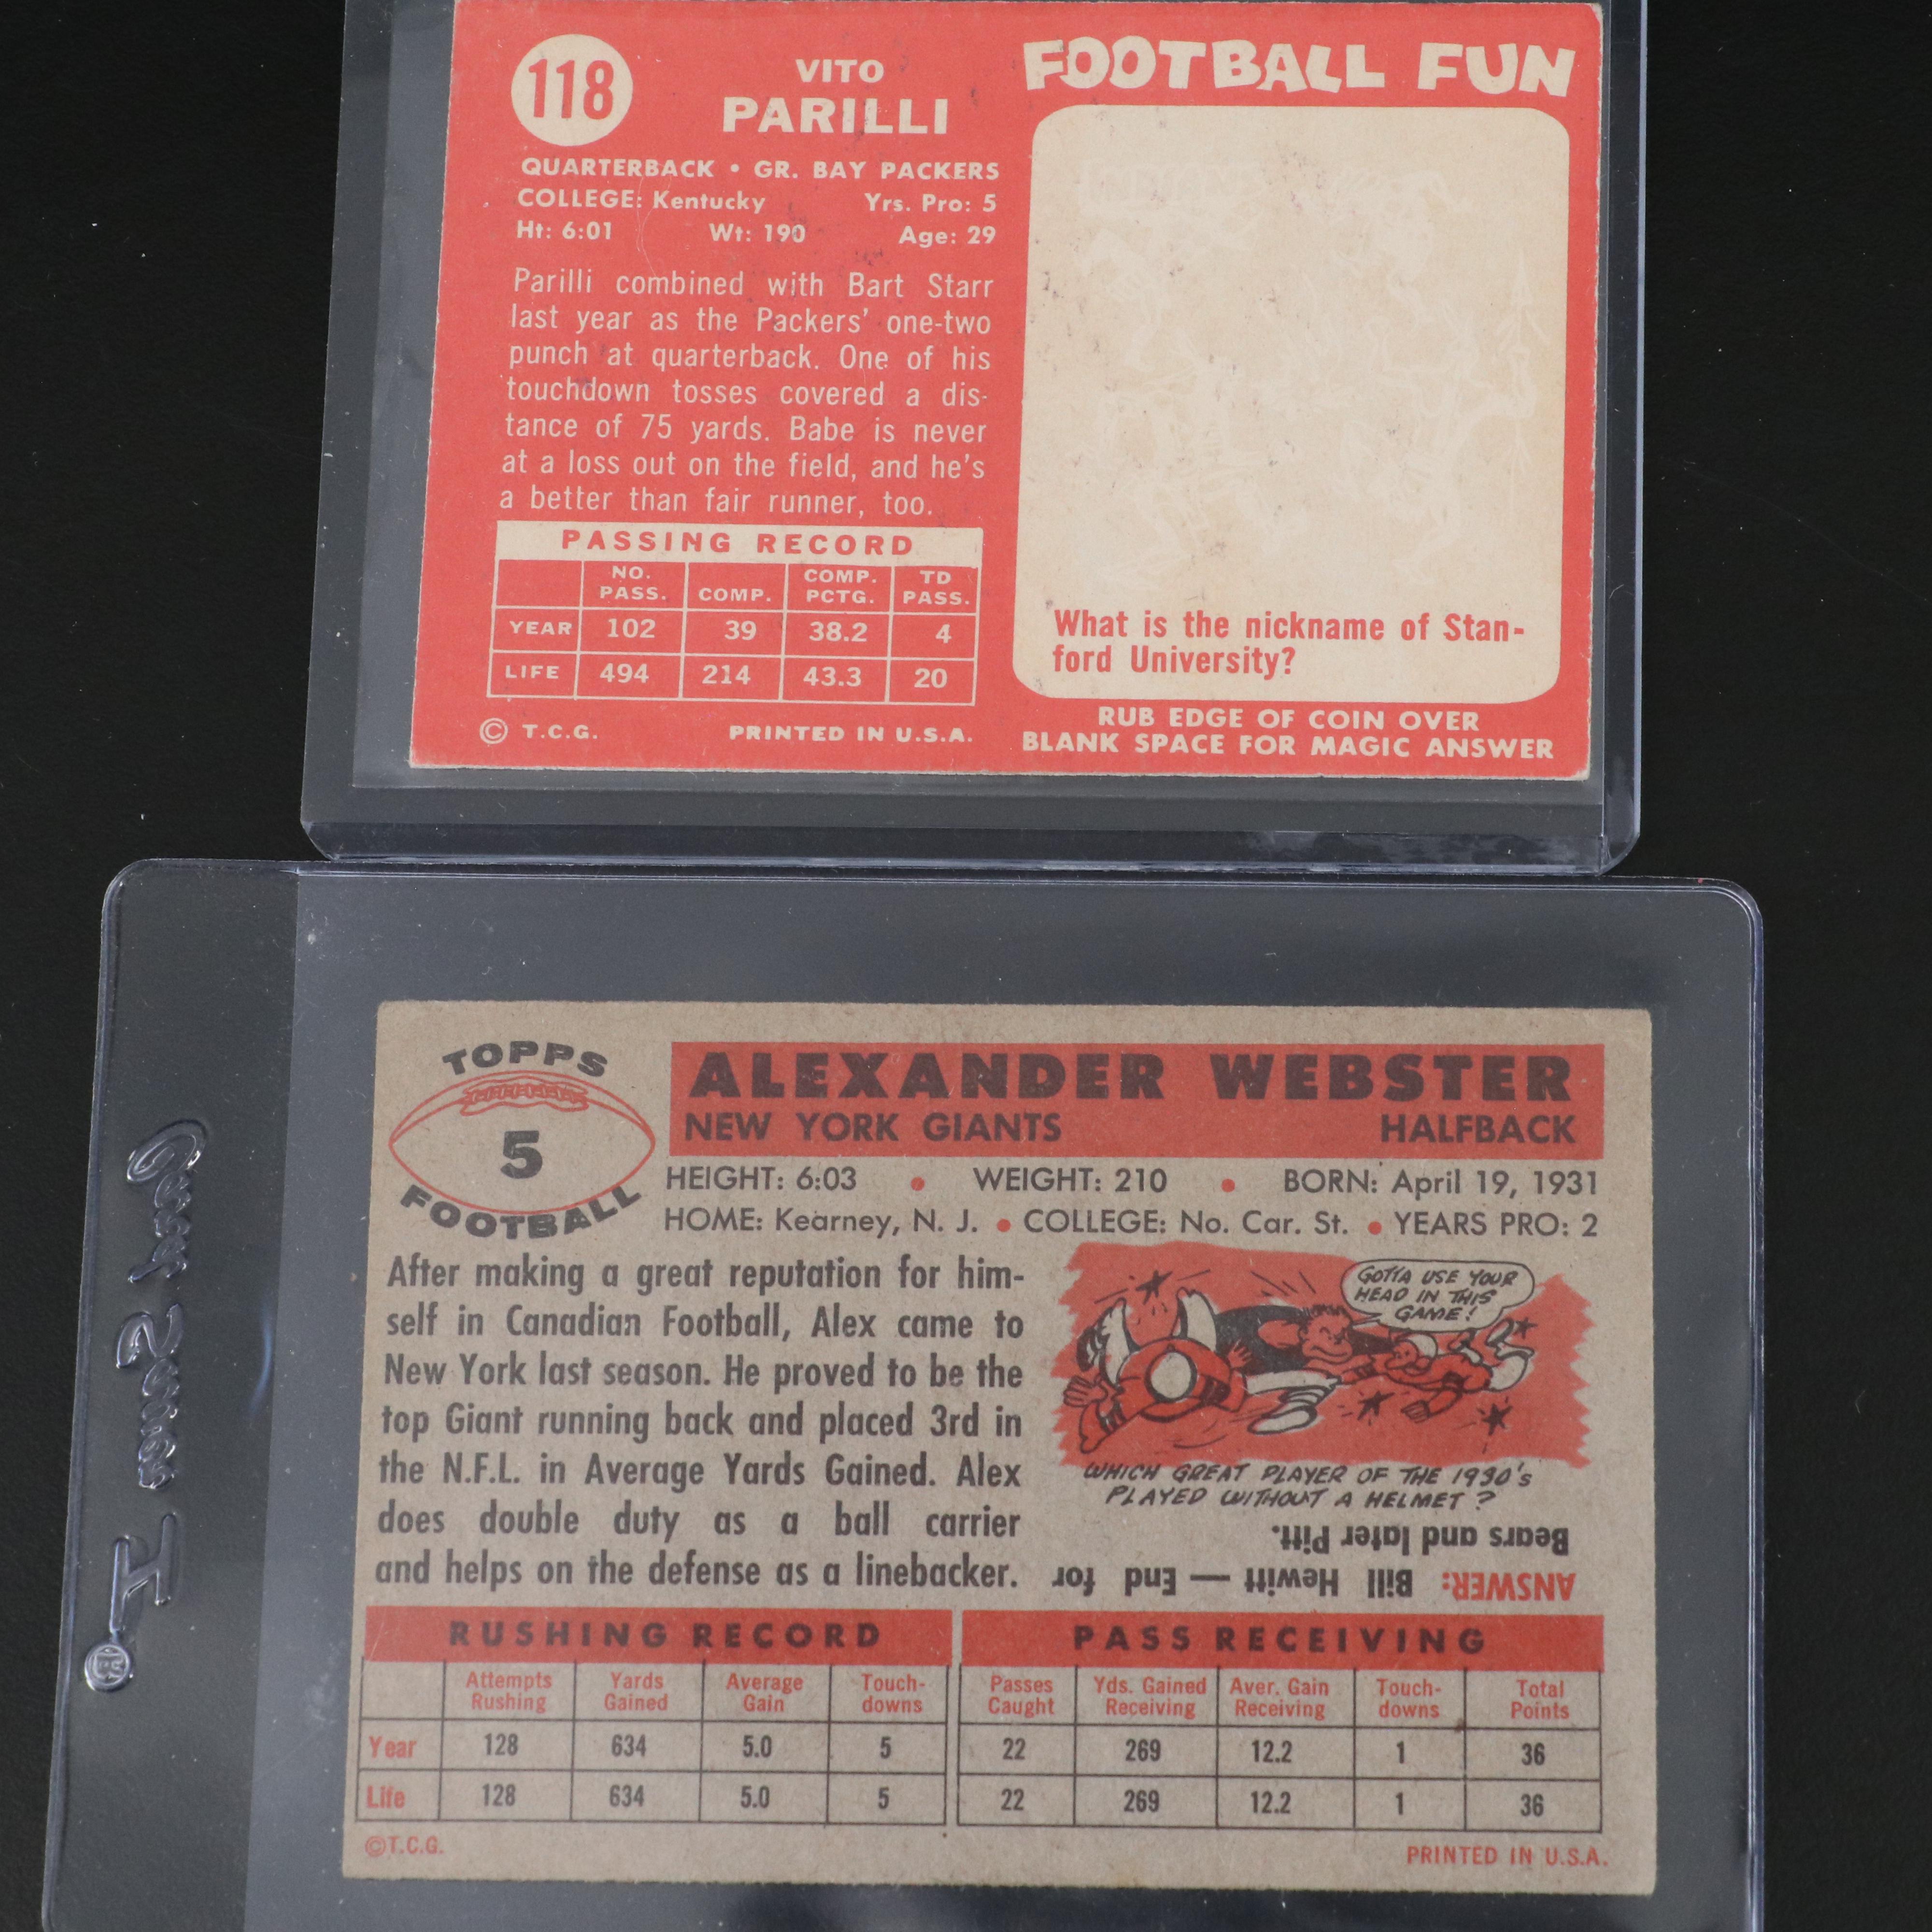 118
VITO
PARILLI
QUARTERBACK • GR. BAY PACKERS
COLLEGE: Kentucky Yrs. Pro: 5
Ht: 6:01 Wt: 190 Age: 29
Parilli combined with Bart Starr
last year as the Packers' one-two
punch at quarterback. One of his
touchdown tosses covered a dis-
tance of 75 yards. Babe is never
at a loss out on the field, and he's
a better than fair runner, too.
PASSING RECORD
NO. PASS. COMP. COMP. PCTG. TD PASS.
YEAR 102 39 38.2 4
LIFE 494 214 43.3 20
© T.C.G. PRINTED IN U.S.A.
FOOTBALL FUN
What is the nickname of Stan-
ford University?
RUB EDGE OF COIN OVER
BLANK SPACE FOR MAGIC ANSWER
TOPPS
5
FOOTBALL
ALEXANDER WEBSTER
NEW YORK GIANTS HALFBACK
HEIGHT: 6:03 • WEIGHT: 210 • BORN: April 19, 1931
HOME: Kearney, N. J. • COLLEGE: No. Car. St. • YEARS PRO: 2
After making a great reputation for him-
self in Canadian Football, Alex came to
New York last season. He proved to be the
top Giant running back and placed 3rd in
the N.F.L. in Average Yards Gained. Alex
does double duty as a ball carrier
and helps on the defense as a linebacker.
GOTTA USE YOUR
HEAD IN THIS
GAME!
WHICH GREAT PLAYER OF THE 1930's
PLAYED WITHOUT A HELMET?
ANSWER: Bill Hewitt — End for
Bears and later Pitt.
RUSHING RECORD
Attempts Rushing Yards Gained Average Gain Touch-downs
Year 128 634 5.0 5
Life 128 634 5.0 5
PASS RECEIVING
Passes Caught Yds. Gained Receiving Aver. Gain Receiving Touch-downs Total Points
22 269 12.2 1 36
22 269 12.2 1 36
©T.C.G. PRINTED IN U.S.A.
Card Saver I
®